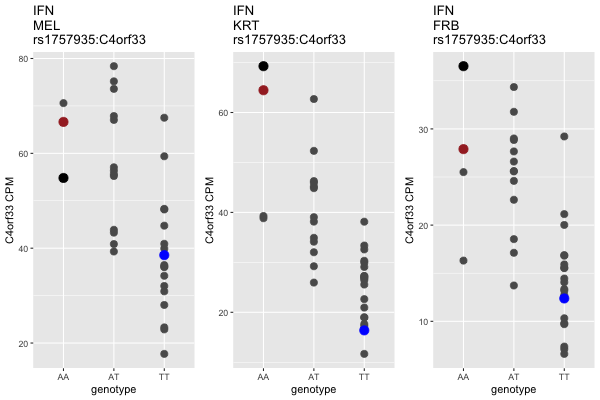 IFN
MEL
rs1757935:C4orf33
80
60
40
20
C4orf33 CPM
AA AT TT
genotype
IFN
KRT
rs1757935:C4orf33
60
40
20
C4orf33 CPM
AA AT TT
genotype
IFN
FRB
rs1757935:C4orf33
30
20
10
C4orf33 CPM
AA AT TT
genotype